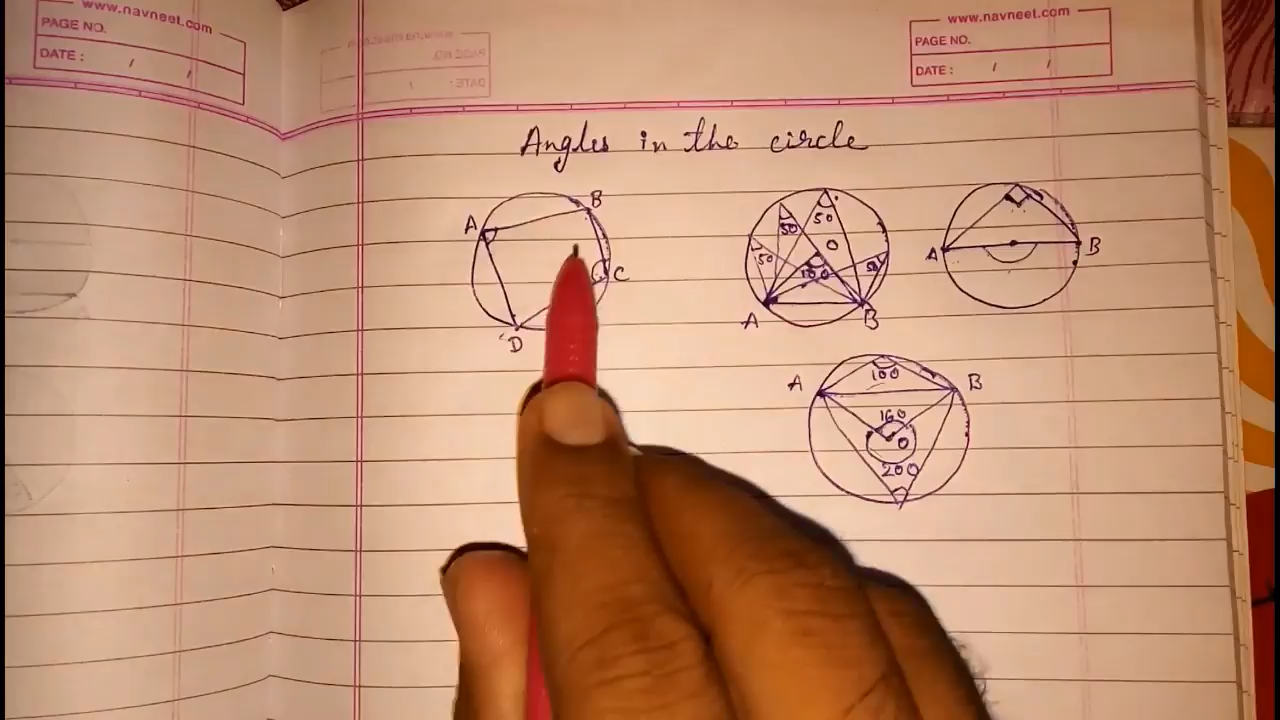 www.navneet.com
PAGE NO.
DATE : / /
www.navneet.com
PAGE NO.
DATE : / /
Angles in the circle
A
B
C
D
50
50
50
50
O
100
A
B
A
B
A
B
100
160
O
200